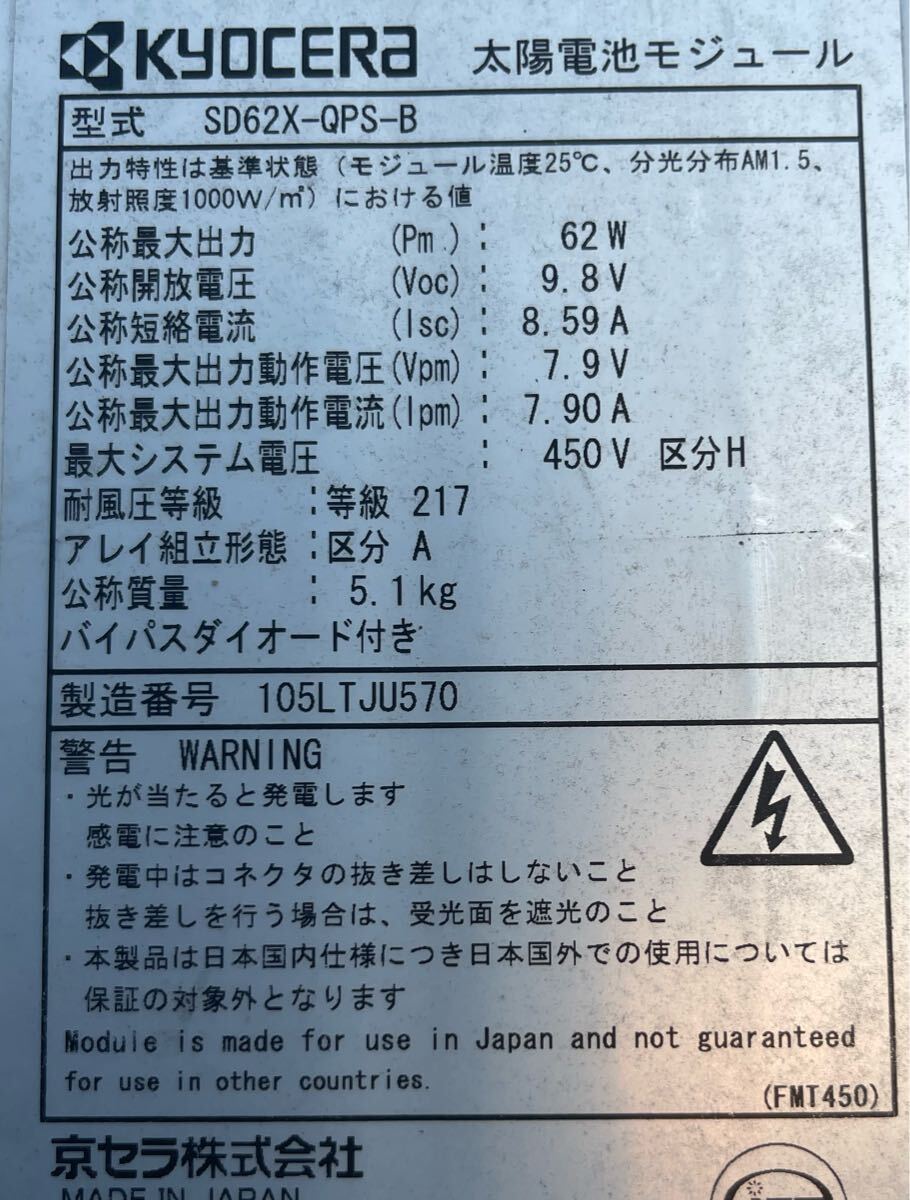 KYOCERA 太陽電池モジュール
型式 SD62X-QPS-B
出力特性は基準状態(モジュール温度25℃、分光分布AM1.5、
放射照度1000W/㎡)における値
公称最大出力 (Pm.): 62 W
公称開放電圧 (Voc): 9.8 V
公称短絡電流 (Isc): 8.59 A
公称最大出力動作電圧(Vpm): 7.9 V
公称最大出力動作電流(Ipm): 7.90 A
最大システム電圧 : 450 V 区分H
耐風圧等級 :等級 217
アレイ組立形態 :区分 A
公称質量 : 5.1 kg
バイパスダイオード付き
製造番号 105LTJU570
警告 WARNING
・光が当たると発電します
感電に注意のこと
・発電中はコネクタの抜き差しはしないこと
抜き差しを行う場合は、受光面を遮光のこと
・本製品は日本国内仕様につき日本国外での使用については
保証の対象外となります
Module is made for use in Japan and not guaranteed
for use in other countries.
(FMT450)
京セラ株式会社
MADE IN JAPAN